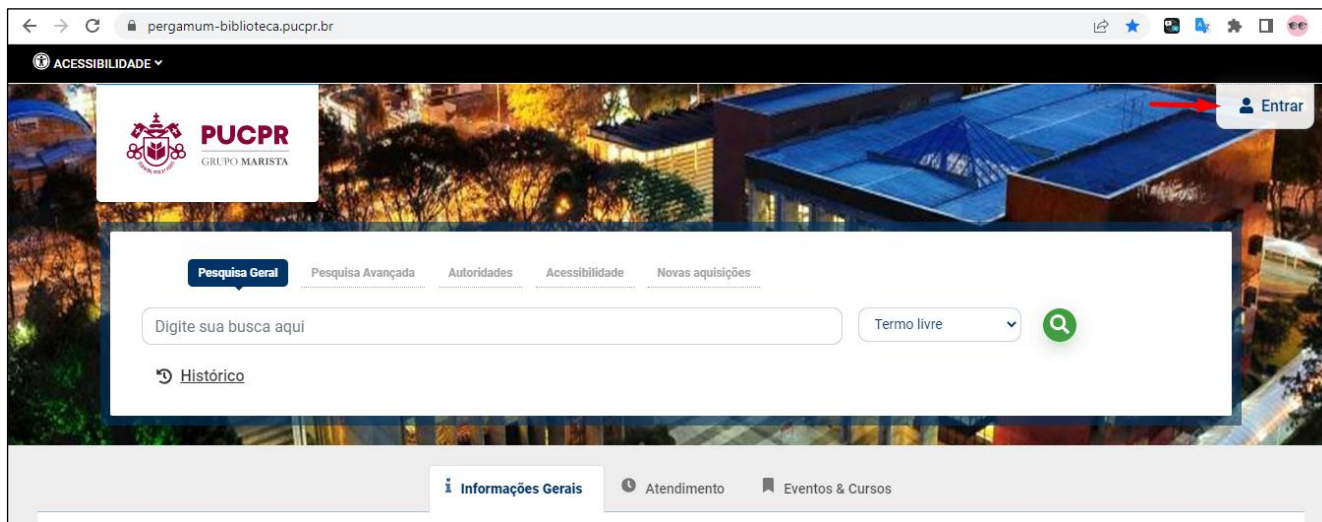 pergamum-biblioteca.pucpr.br
ACESSIBILIDADE
Entrar
PUCPR
GRUPO MARISTA
Pesquisa Geral
Pesquisa Avançada
Autoridades
Acessibilidade
Novas aquisições
Digite sua busca aqui
Termo livre
Histórico
Informações Gerais
Atendimento
Eventos & Cursos